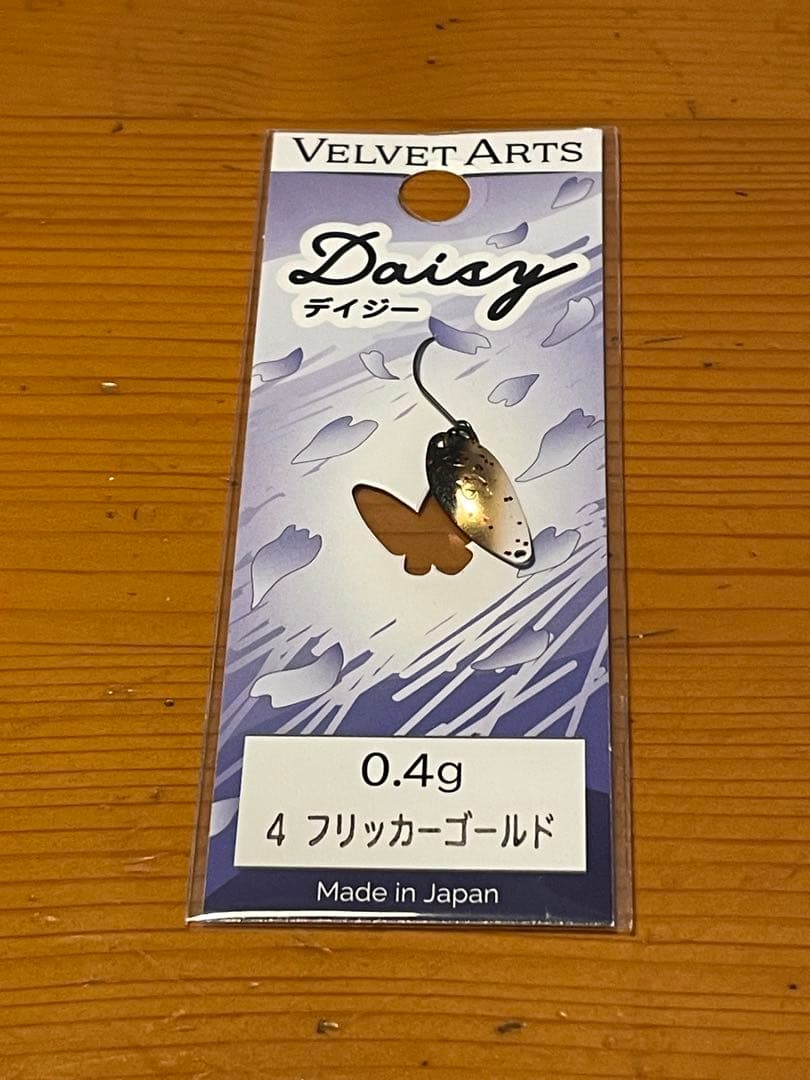 VELVET ARTS
Daisy
デイジー
0.4g
4 フリッカーゴールド
Made in Japan